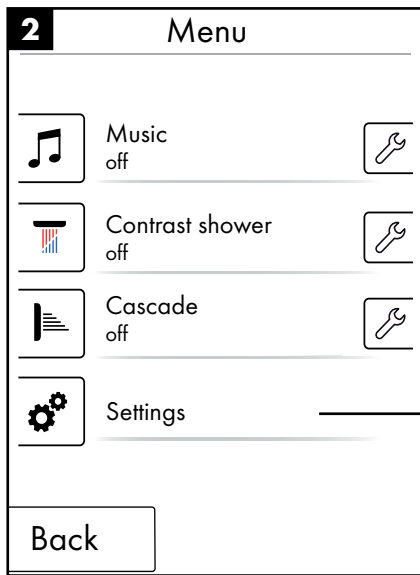 2
Menu
Music
off
Contrast shower
off
Cascade
off
Settings
Back